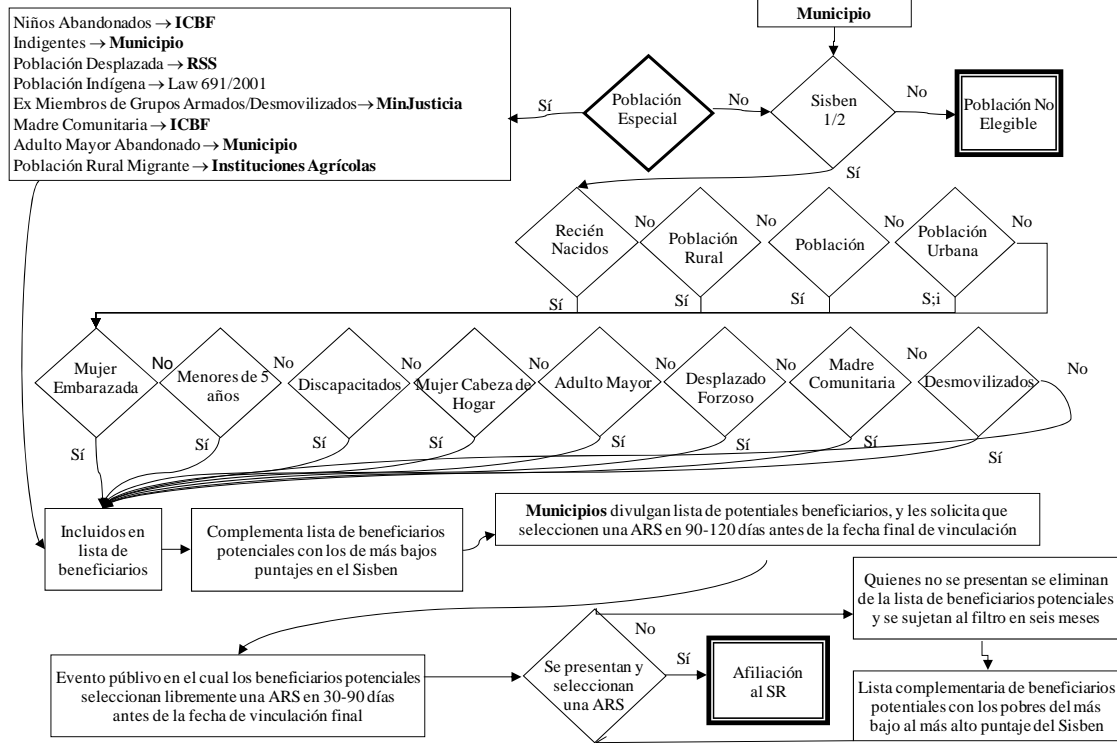 Niños Abandonados → ICBF
Indigentes → Municipio
Población Desplazada → RSS
Población Indígena → Law 691/2001
Ex Miembros de Grupos Armados/Desmovilizados → MinJusticia
Madre Comunitaria → ICBF
Adulto Mayor Abandonado → Municipio
Población Rural Migrante → Instituciones Agrícolas
Municipio
Sí
Población
Especial
No
Sisben
1/2
No
Población No
Elegible
Sí
Recién
Nacidos
No
Población
Rural
No
Población
No
Población
Urbana
No
Sí
Sí
Sí
S;i
Mujer
Embarazada
No
Menores de 5
años
No
Discapacitados
No
Mujer Cabeza de
Hogar
No
Adulto Mayor
No
Desplazado
Forzoso
No
Madre
Comunitaria
No
Desmovilizados
No
Sí
Sí
Sí
Sí
Sí
Sí
Sí
Sí
Incluidos en
lista de
beneficiarios
Complementa lista de beneficiarios
potenciales con los de más bajos
puntajes en el Sisben
Municipios divulgan lista de potentiales beneficiarios, y les solicita que
seleccionen una ARS en 90-120 días antes de la fecha final de vinculación
Evento público en el cual los beneficiarios potenciales
seleccionan libremente una ARS en 30-90 días
antes de la fecha de vinculación final
Se presentan y
seleccionan
una ARS
No
Sí
Afiliación
al SR
Quienes no se presentan se eliminan
de la lista de beneficiarios potenciales
y se sujetan al filtro en seis meses
Lista complementaria de beneficiarios
potentiales con los pobres del más
bajo al más alto puntaje del Sisben